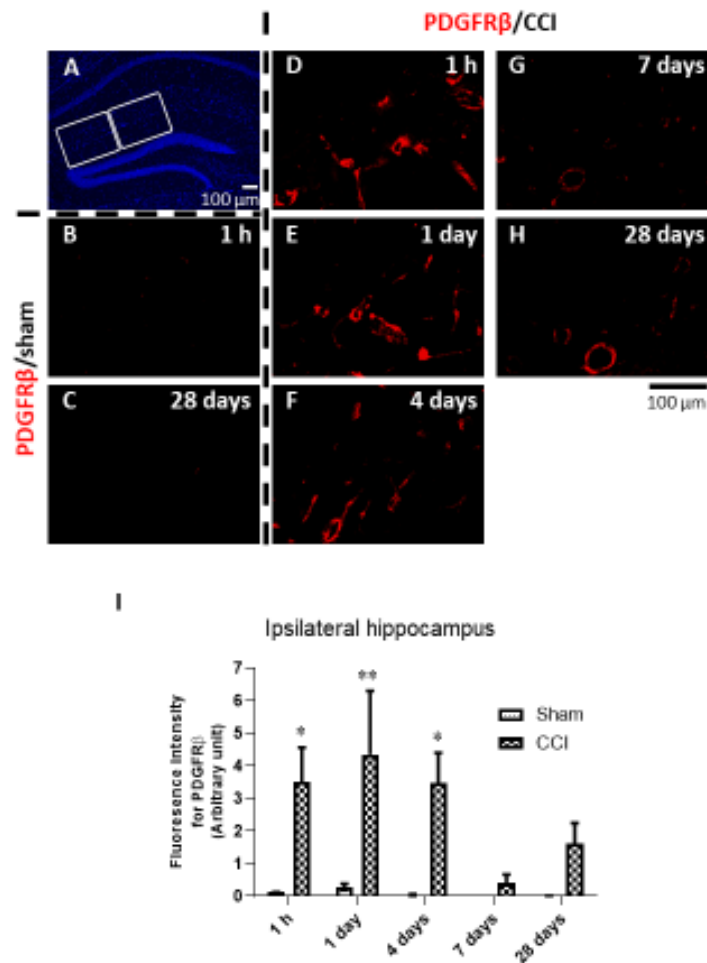 PDGFRβ/CCI
A
100 µm
D 1 h
G 7 days
PDGFRβ/sham
B 1 h
E 1 day
H 28 days
C 28 days
F 4 days
100 µm
I
Ipsilateral hippocampus
Fluoresence Intensity
for PDGFRβ
(Arbitrary unit)
7
6
5
4
3
2
1
0
*
**
*
Sham
CCI
1 h
1 day
4 days
7 days
28 days